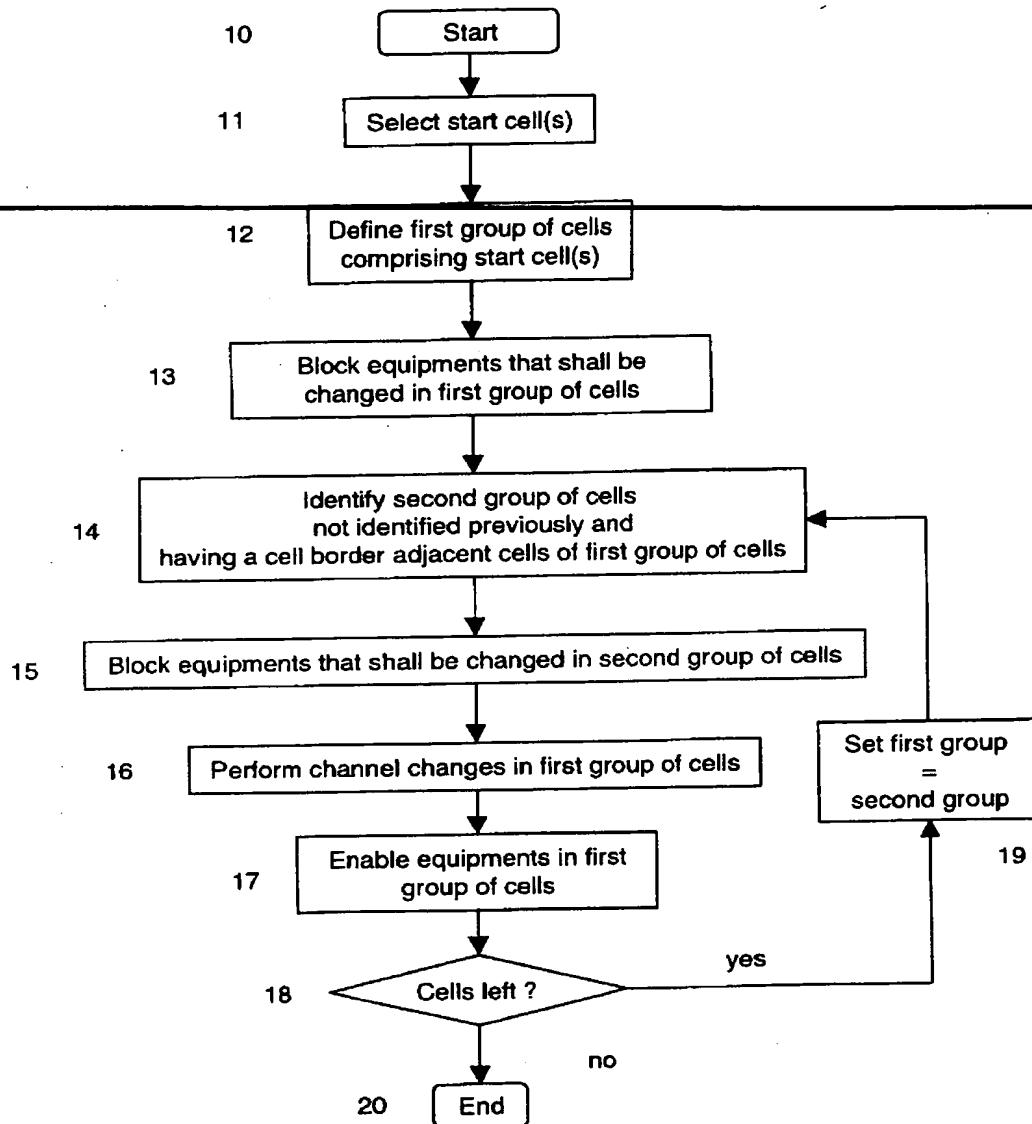 10
Start
11
Select start cell(s)
12
Define first group of cells
comprising start cell(s)
13
Block equipments that shall be
changed in first group of cells
14
Identify second group of cells
not identified previously and
having a cell border adjacent cells of first group of cells
15
Block equipments that shall be changed in second group of cells
16
Perform channel changes in first group of cells
Set first group
=
second group
19
17
Enable equipments in first
group of cells
18
Cells left ?
yes
no
20
End